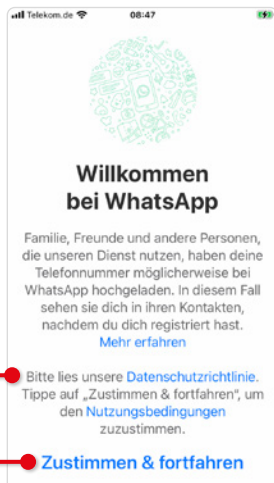 Telekom.de 08:47
Willkommen
bei WhatsApp
Familie, Freunde und andere Personen,
die unseren Dienst nutzen, haben deine
Telefonnummer möglicherweise bei
WhatsApp hochgeladen. In diesem Fall
sehen sie dich in ihren Kontakten,
nachdem du dich registriert hast.
Mehr erfahren
Bitte lies unsere Datenschutzrichtlinie.
Tippe auf „Zustimmen & fortfahren“, um
den Nutzungsbedingungen
zuzustimmen.
Zustimmen & fortfahren